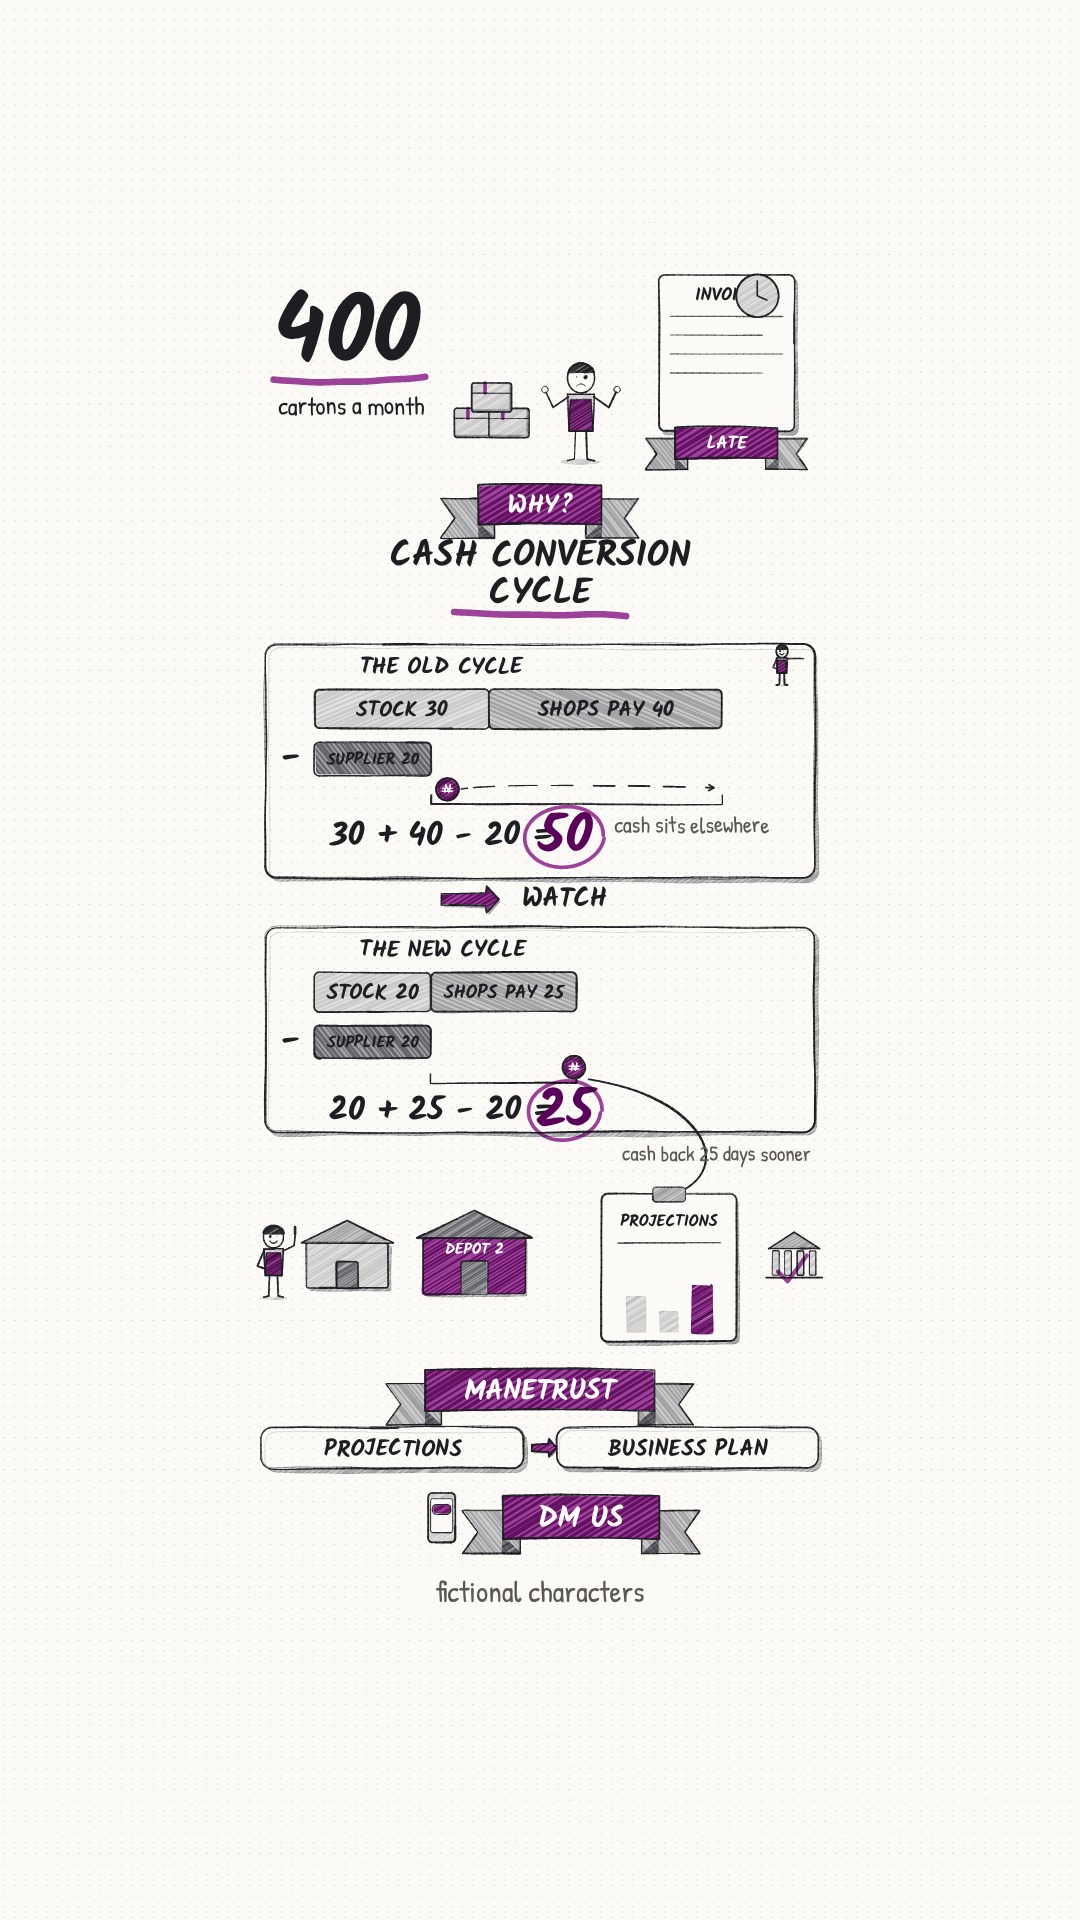 400
cartons a month
LATE
WHY?
CASH CONVERSION
CYCLE
THE OLD CYCLE
STOCK 30
SHOPS PAY 40
- SUPPLIER 20
#
30 + 40 - 20 = 50
cash sits elsewhere
WATCH
THE NEW CYCLE
STOCK 20
SHOPS PAY 25
- SUPPLIER 20
#
20 + 25 - 20 = 25
cash back 25 days sooner
DEPOT 2
PROJECTIONS
MANETRUST
PROJECTIONS
BUSINESS PLAN
DM US
fictional characters